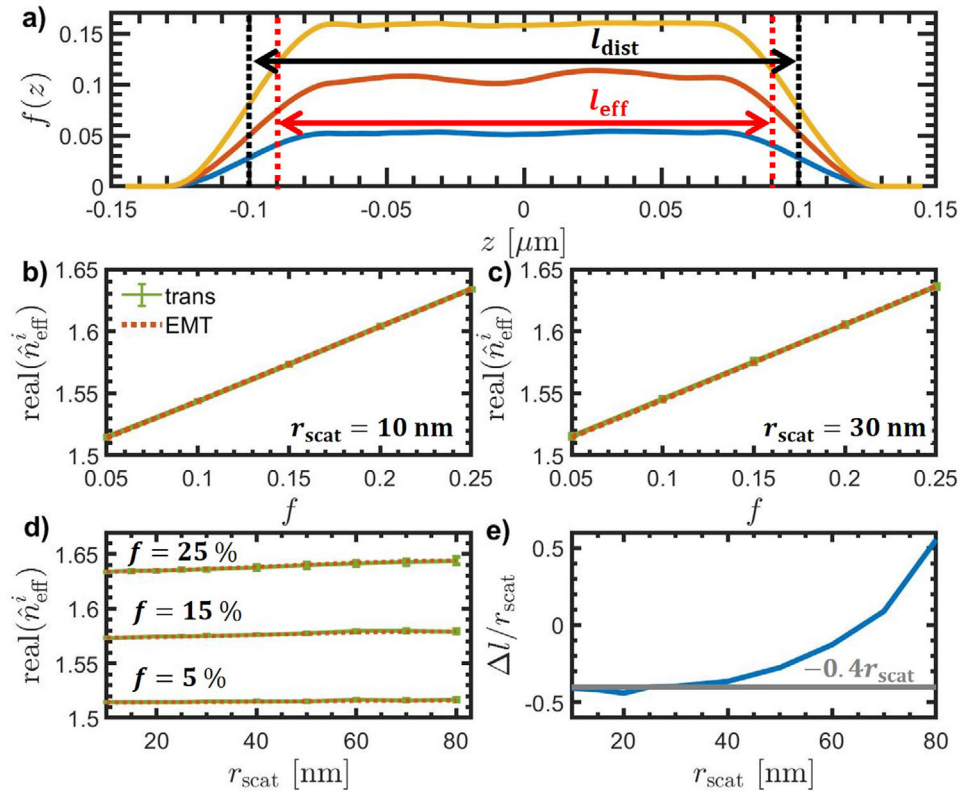 a)
f(z)
0.15
0.1
0.05
0
l_dist
l_eff
-0.15 -0.1 -0.05 0 0.05 0.1 0.15
z [μm]
b)
real(n̂^i_eff)
1.65
1.6
1.55
1.5
trans
EMT
r_scat = 10 nm
0.05 0.1 0.15 0.2 0.25
f
c)
real(n̂^i_eff)
1.65
1.6
1.55
1.5
r_scat = 30 nm
0.05 0.1 0.15 0.2 0.25
f
d)
real(n̂^i_eff)
1.65
1.6
1.55
1.5
f = 25 %
f = 15 %
f = 5 %
20 40 60 80
r_scat [nm]
e)
Δl/r_scat
0.5
0
-0.5
−0.4r_scat
20 40 60 80
r_scat [nm]